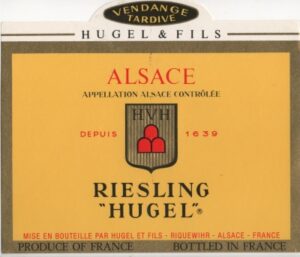 VENDANGE
TARDIVE
HUGEL & FILS
ALSACE
APPELLATION ALSACE CONTRÔLÉE
HVH
DEPUIS 1639
RIESLING
"HUGEL"®
MISE EN BOUTEILLE PAR HUGEL ET FILS - RIQUEWIHR - ALSACE - FRANCE
PRODUCE OF FRANCE BOTTLED IN FRANCE